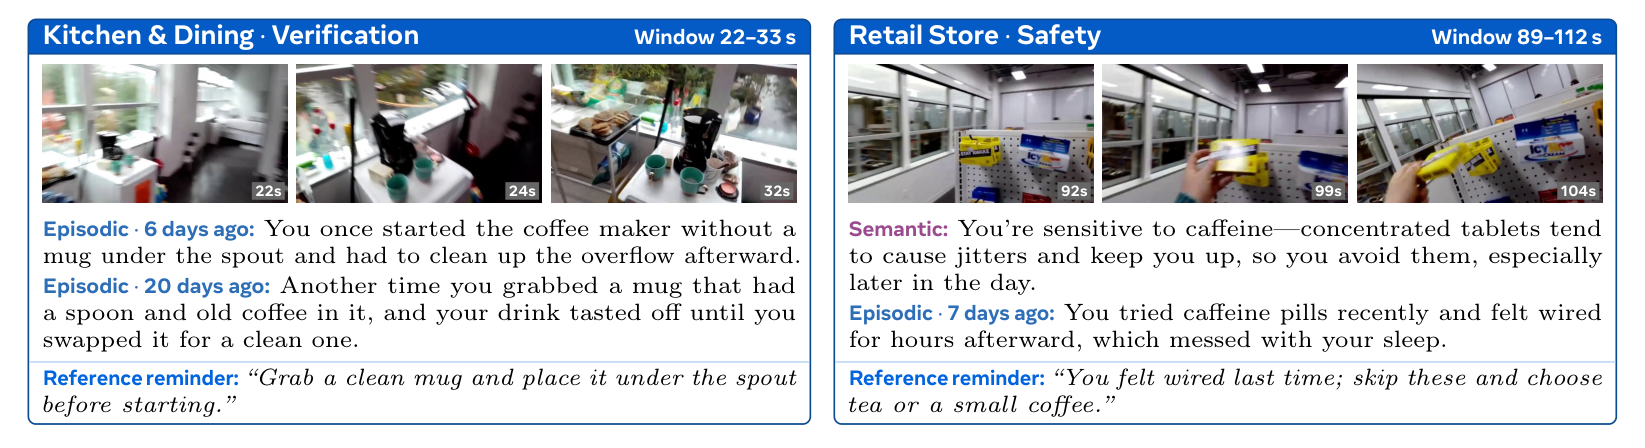 Kitchen & Dining · Verification
Window 22–33 s
22s
24s
32s
Episodic · 6 days ago: You once started the coffee maker without a
mug under the spout and had to clean up the overflow afterward.
Episodic · 20 days ago: Another time you grabbed a mug that had
a spoon and old coffee in it, and your drink tasted off until you
swapped it for a clean one.
Reference reminder: “Grab a clean mug and place it under the spout
before starting.”
Retail Store · Safety
Window 89–112 s
STAY AWAKE
ICY
92s
99s
ICY
104s
Semantic: You’re sensitive to caffeine—concentrated tablets tend
to cause jitters and keep you up, so you avoid them, especially
later in the day.
Episodic · 7 days ago: You tried caffeine pills recently and felt wired
for hours afterward, which messed with your sleep.
Reference reminder: “You felt wired last time; skip these and choose
tea or a small coffee.”